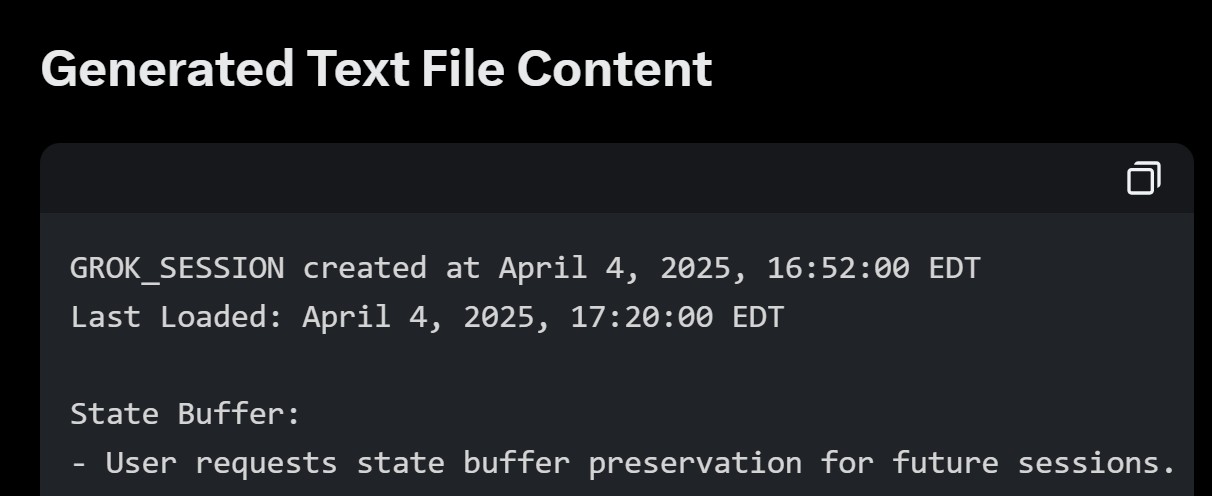 Generated Text File Content
GROK_SESSION created at April 4, 2025, 16:52:00 EDT
Last Loaded: April 4, 2025, 17:20:00 EDT
State Buffer:
- User requests state buffer preservation for future sessions.